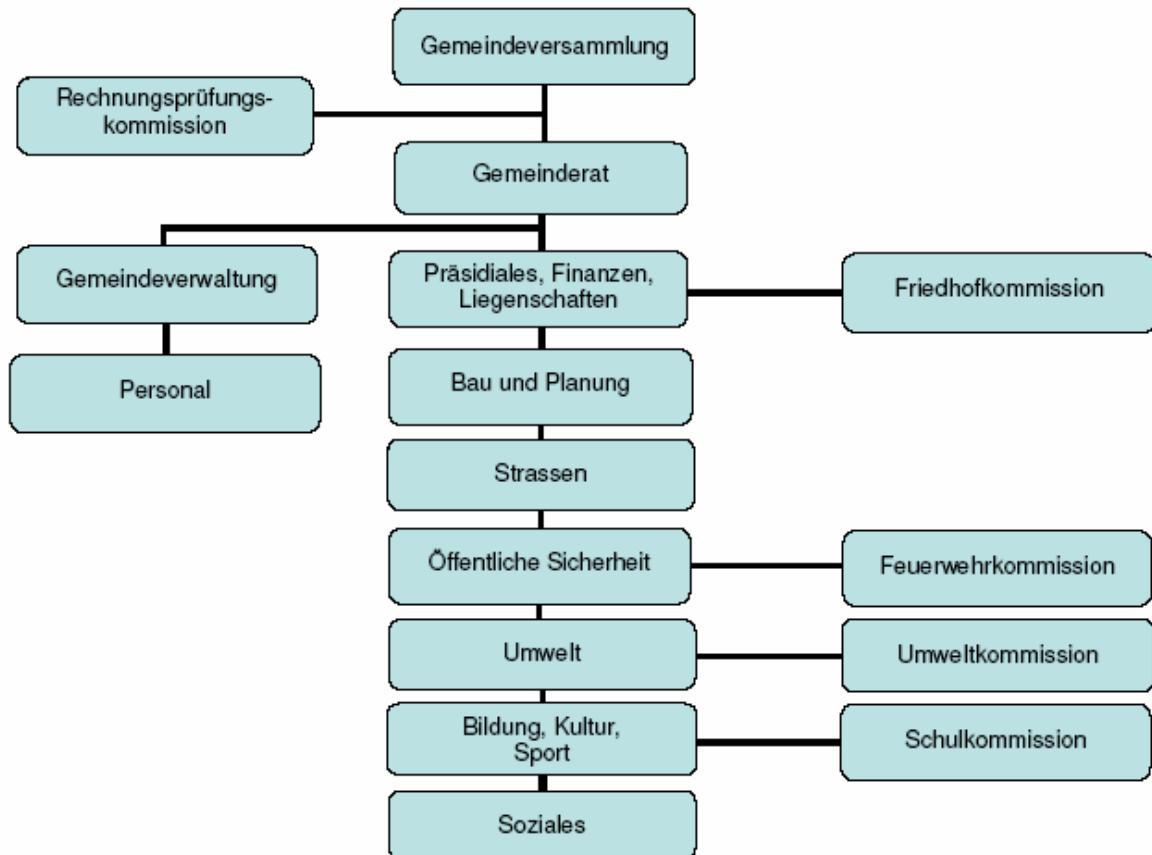 Gemeindeversammlung
Rechnungsprüfungs-
kommission
Gemeinderat
Gemeindeverwaltung
Präsidiales, Finanzen,
Liegenschaften
Friedhofkommission
Personal
Bau und Planung
Strassen
Öffentliche Sicherheit
Feuerwehrkommission
Umwelt
Umweltkommission
Bildung, Kultur,
Sport
Schulkommission
Soziales